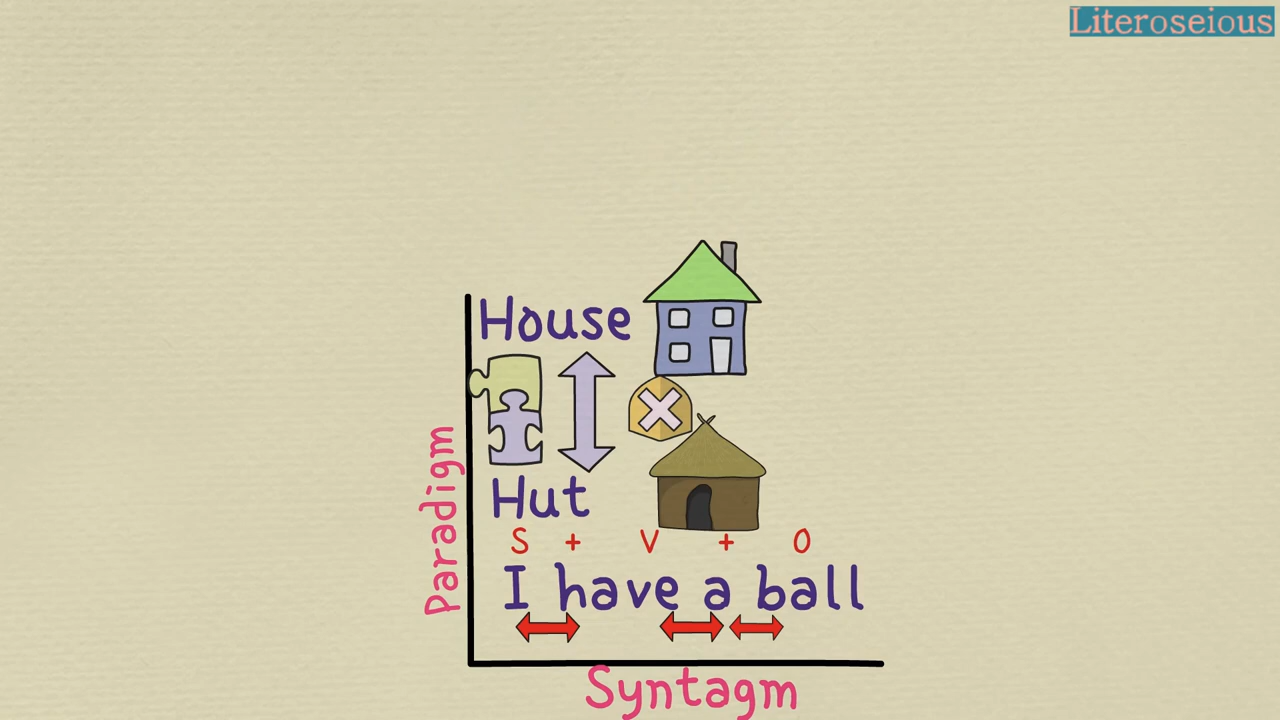 Literoseious
House
Hut
Paradigm
S + V + O
I have a ball
Syntagm